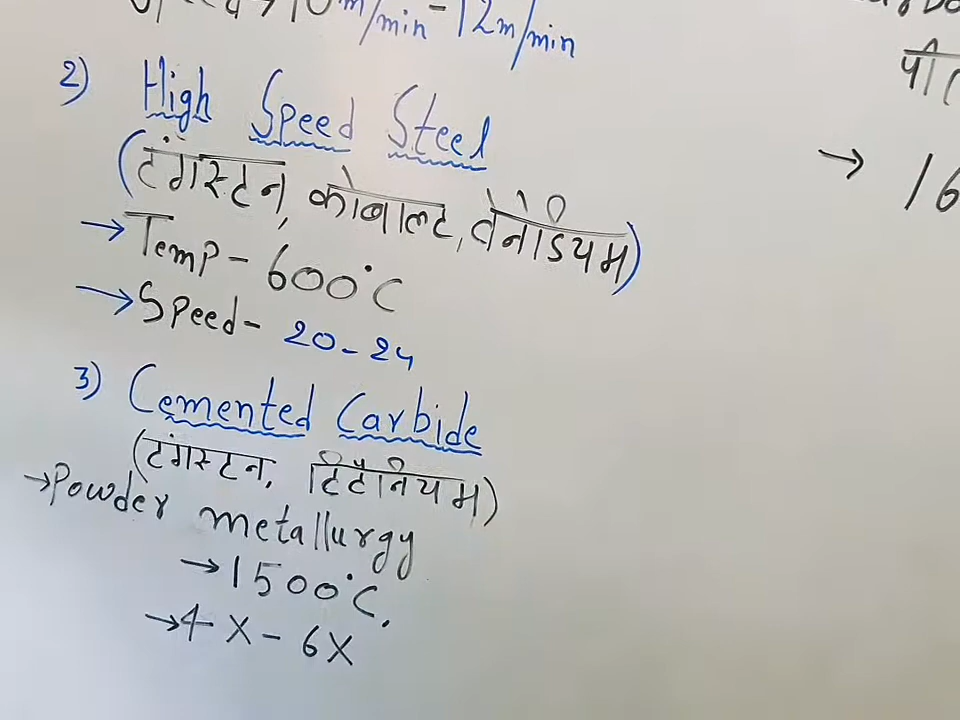 10 m/min - 12m/min
2) High Speed Steel
(टंगस्टन, कोबाल्ट, वेनाडियम)
→ Temp - 600°C
→ Speed - 20 - 24
3) Cemented Carbide
(टंगस्टन, टिटैनियम)
→ Powder metallurgy
→ 1500°C.
→ 4X - 6X
→ 16